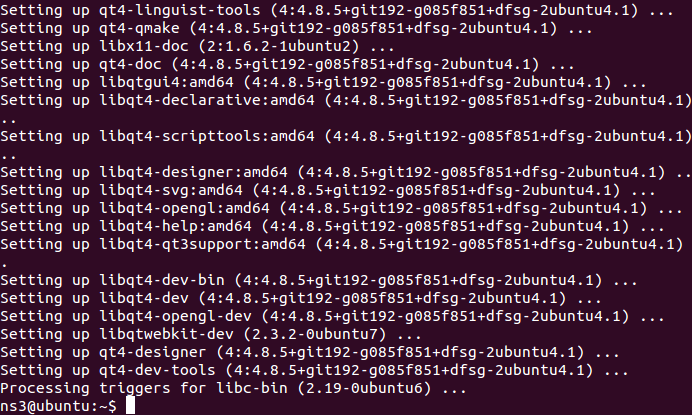 Setting up qt4-linguist-tools (4:4.8.5+git192-g085f851+dfsg-2ubuntu4.1) ...
Setting up qt4-qmake (4:4.8.5+git192-g085f851+dfsg-2ubuntu4.1) ...
Setting up libx11-doc (2:1.6.2-1ubuntu2) ...
Setting up qt4-doc (4:4.8.5+git192-g085f851+dfsg-2ubuntu4.1) ...
Setting up libqtgui4:amd64 (4:4.8.5+git192-g085f851+dfsg-2ubuntu4.1) ...
Setting up libqt4-declarative:amd64 (4:4.8.5+git192-g085f851+dfsg-2ubuntu4.1) .
..
Setting up libqt4-scripttools:amd64 (4:4.8.5+git192-g085f851+dfsg-2ubuntu4.1) .
..
Setting up libqt4-designer:amd64 (4:4.8.5+git192-g085f851+dfsg-2ubuntu4.1) ...
Setting up libqt4-svg:amd64 (4:4.8.5+git192-g085f851+dfsg-2ubuntu4.1) ...
Setting up libqt4-opengl:amd64 (4:4.8.5+git192-g085f851+dfsg-2ubuntu4.1) ...
Setting up libqt4-help:amd64 (4:4.8.5+git192-g085f851+dfsg-2ubuntu4.1) ...
Setting up libqt4-qt3support:amd64 (4:4.8.5+git192-g085f851+dfsg-2ubuntu4.1) ..
.
Setting up libqt4-dev-bin (4:4.8.5+git192-g085f851+dfsg-2ubuntu4.1) ...
Setting up libqt4-dev (4:4.8.5+git192-g085f851+dfsg-2ubuntu4.1) ...
Setting up libqt4-opengl-dev (4:4.8.5+git192-g085f851+dfsg-2ubuntu4.1) ...
Setting up libqtwebkit-dev (2.3.2-0ubuntu7) ...
Setting up qt4-designer (4:4.8.5+git192-g085f851+dfsg-2ubuntu4.1) ...
Setting up qt4-dev-tools (4:4.8.5+git192-g085f851+dfsg-2ubuntu4.1) ...
Processing triggers for libc-bin (2.19-0ubuntu6) ...
ns3@ubuntu:~$